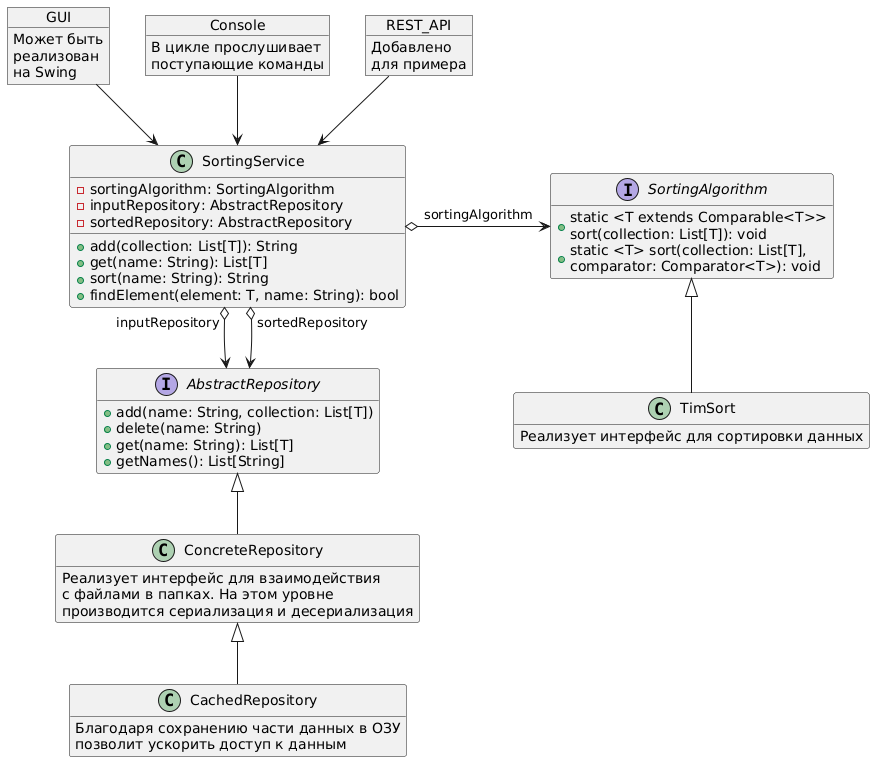 GUI
Может быть
реализован
на Swing
Console
В цикле прослушивает
поступающие команды
REST_API
Добавлено
для примера
C SortingService
sortingAlgorithm: SortingAlgorithm
inputRepository: AbstractRepository
sortedRepository: AbstractRepository
add(collection: List[T]): String
get(name: String): List[T]
sort(name: String): String
findElement(element: T, name: String): bool
sortingAlgorithm
I SortingAlgorithm
static <T extends Comparable<T>>
sort(collection: List[T]): void
static <T> sort(collection: List[T],
comparator: Comparator<T>): void
inputRepository
sortedRepository
I AbstractRepository
add(name: String, collection: List[T])
delete(name: String)
get(name: String): List[T]
getNames(): List[String]
C TimSort
Реализует интерфейс для сортировки данных
C ConcreteRepository
Реализует интерфейс для взаимодействия
с файлами в папках. На этом уровне
производится сериализация и десериализация
C CachedRepository
Благодаря сохранению части данных в ОЗУ
позволит ускорить доступ к данным